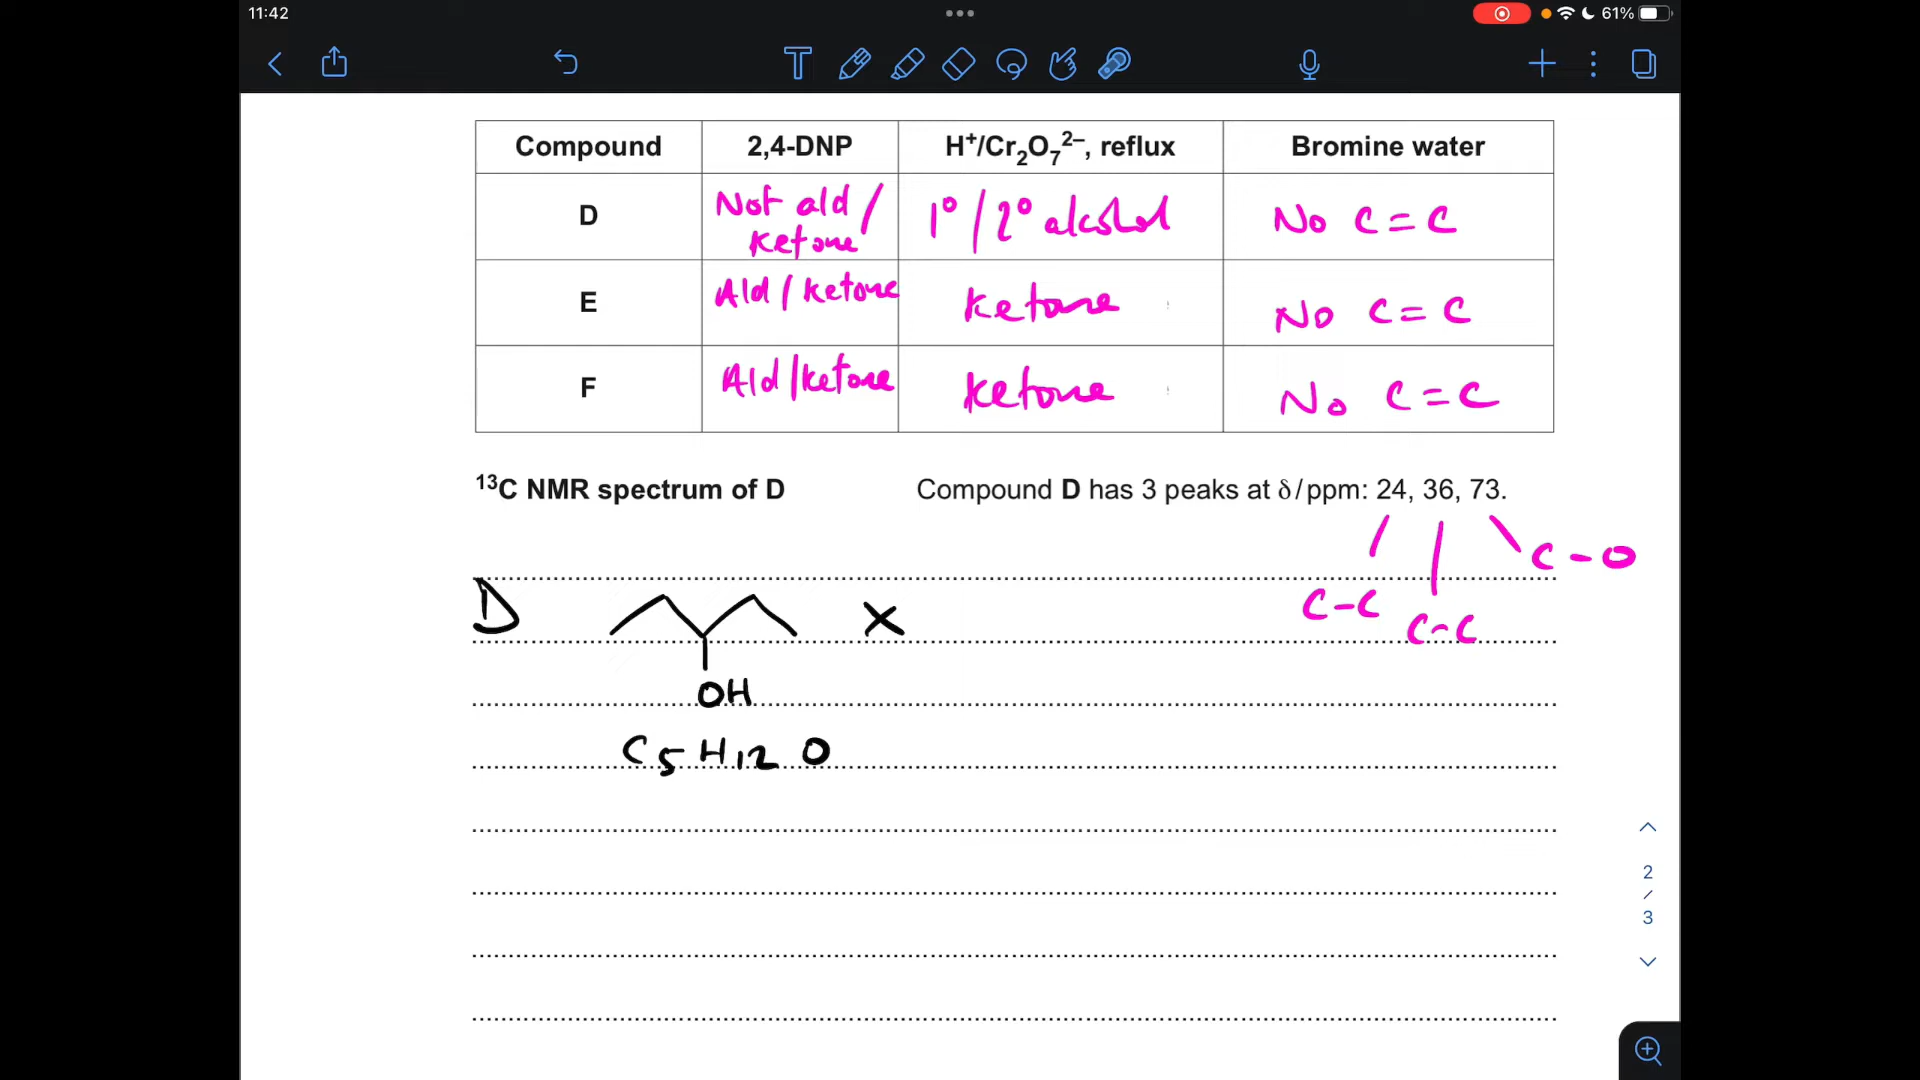 11:42
61%
Compound 2,4-DNP H⁺/Cr₂O₇²⁻, reflux Bromine water
D Not ald/ketone 1º/2º alcohol No C=C
E Ald/ketone ketone No C=C
F Ald/ketone ketone No C=C
¹³C NMR spectrum of D Compound D has 3 peaks at δ/ppm: 24, 36, 73.
C-C C-C C-O
D X
OH
C5H12O
2
/
3